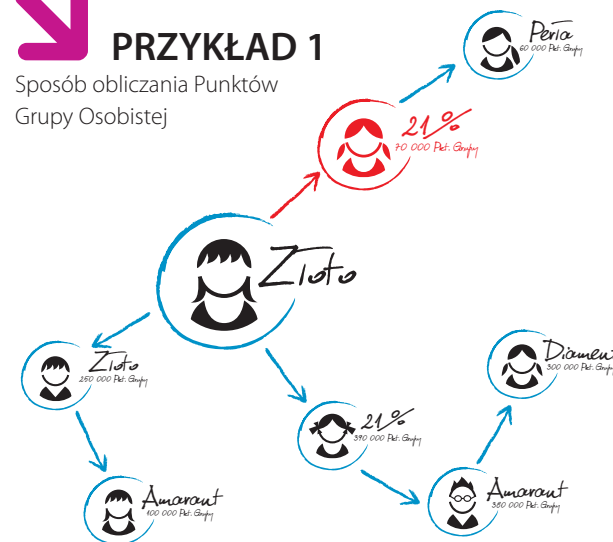 PRZYKŁAD 1
Sposób obliczania Punktów
Grupy Osobistej
Perła
60 000 Pkt. Grupy
21%
70 000 Pkt. Grupy
Złoto
Złoto
250 000 Pkt. Grupy
Diament
300 000 Pkt. Grupy
21%
390 000 Pkt. Grupy
Amarant
100 000 Pkt. Grupy
Amarant
380 000 Pkt. Grupy